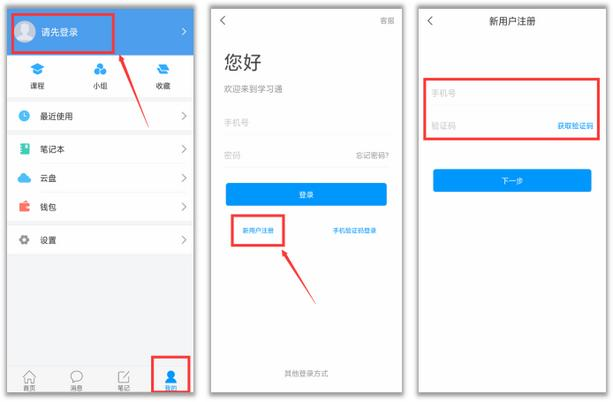 请先登录
课程 小组 收藏
最近使用
笔记本
云盘
钱包
设置
首页 消息 笔记 我的
客服
您好
欢迎来到学习通
手机号
密码 忘记密码?
登录
新用户注册 手机验证码登录
其他登录方式
新用户注册
手机号
验证码 获取验证码
下一步